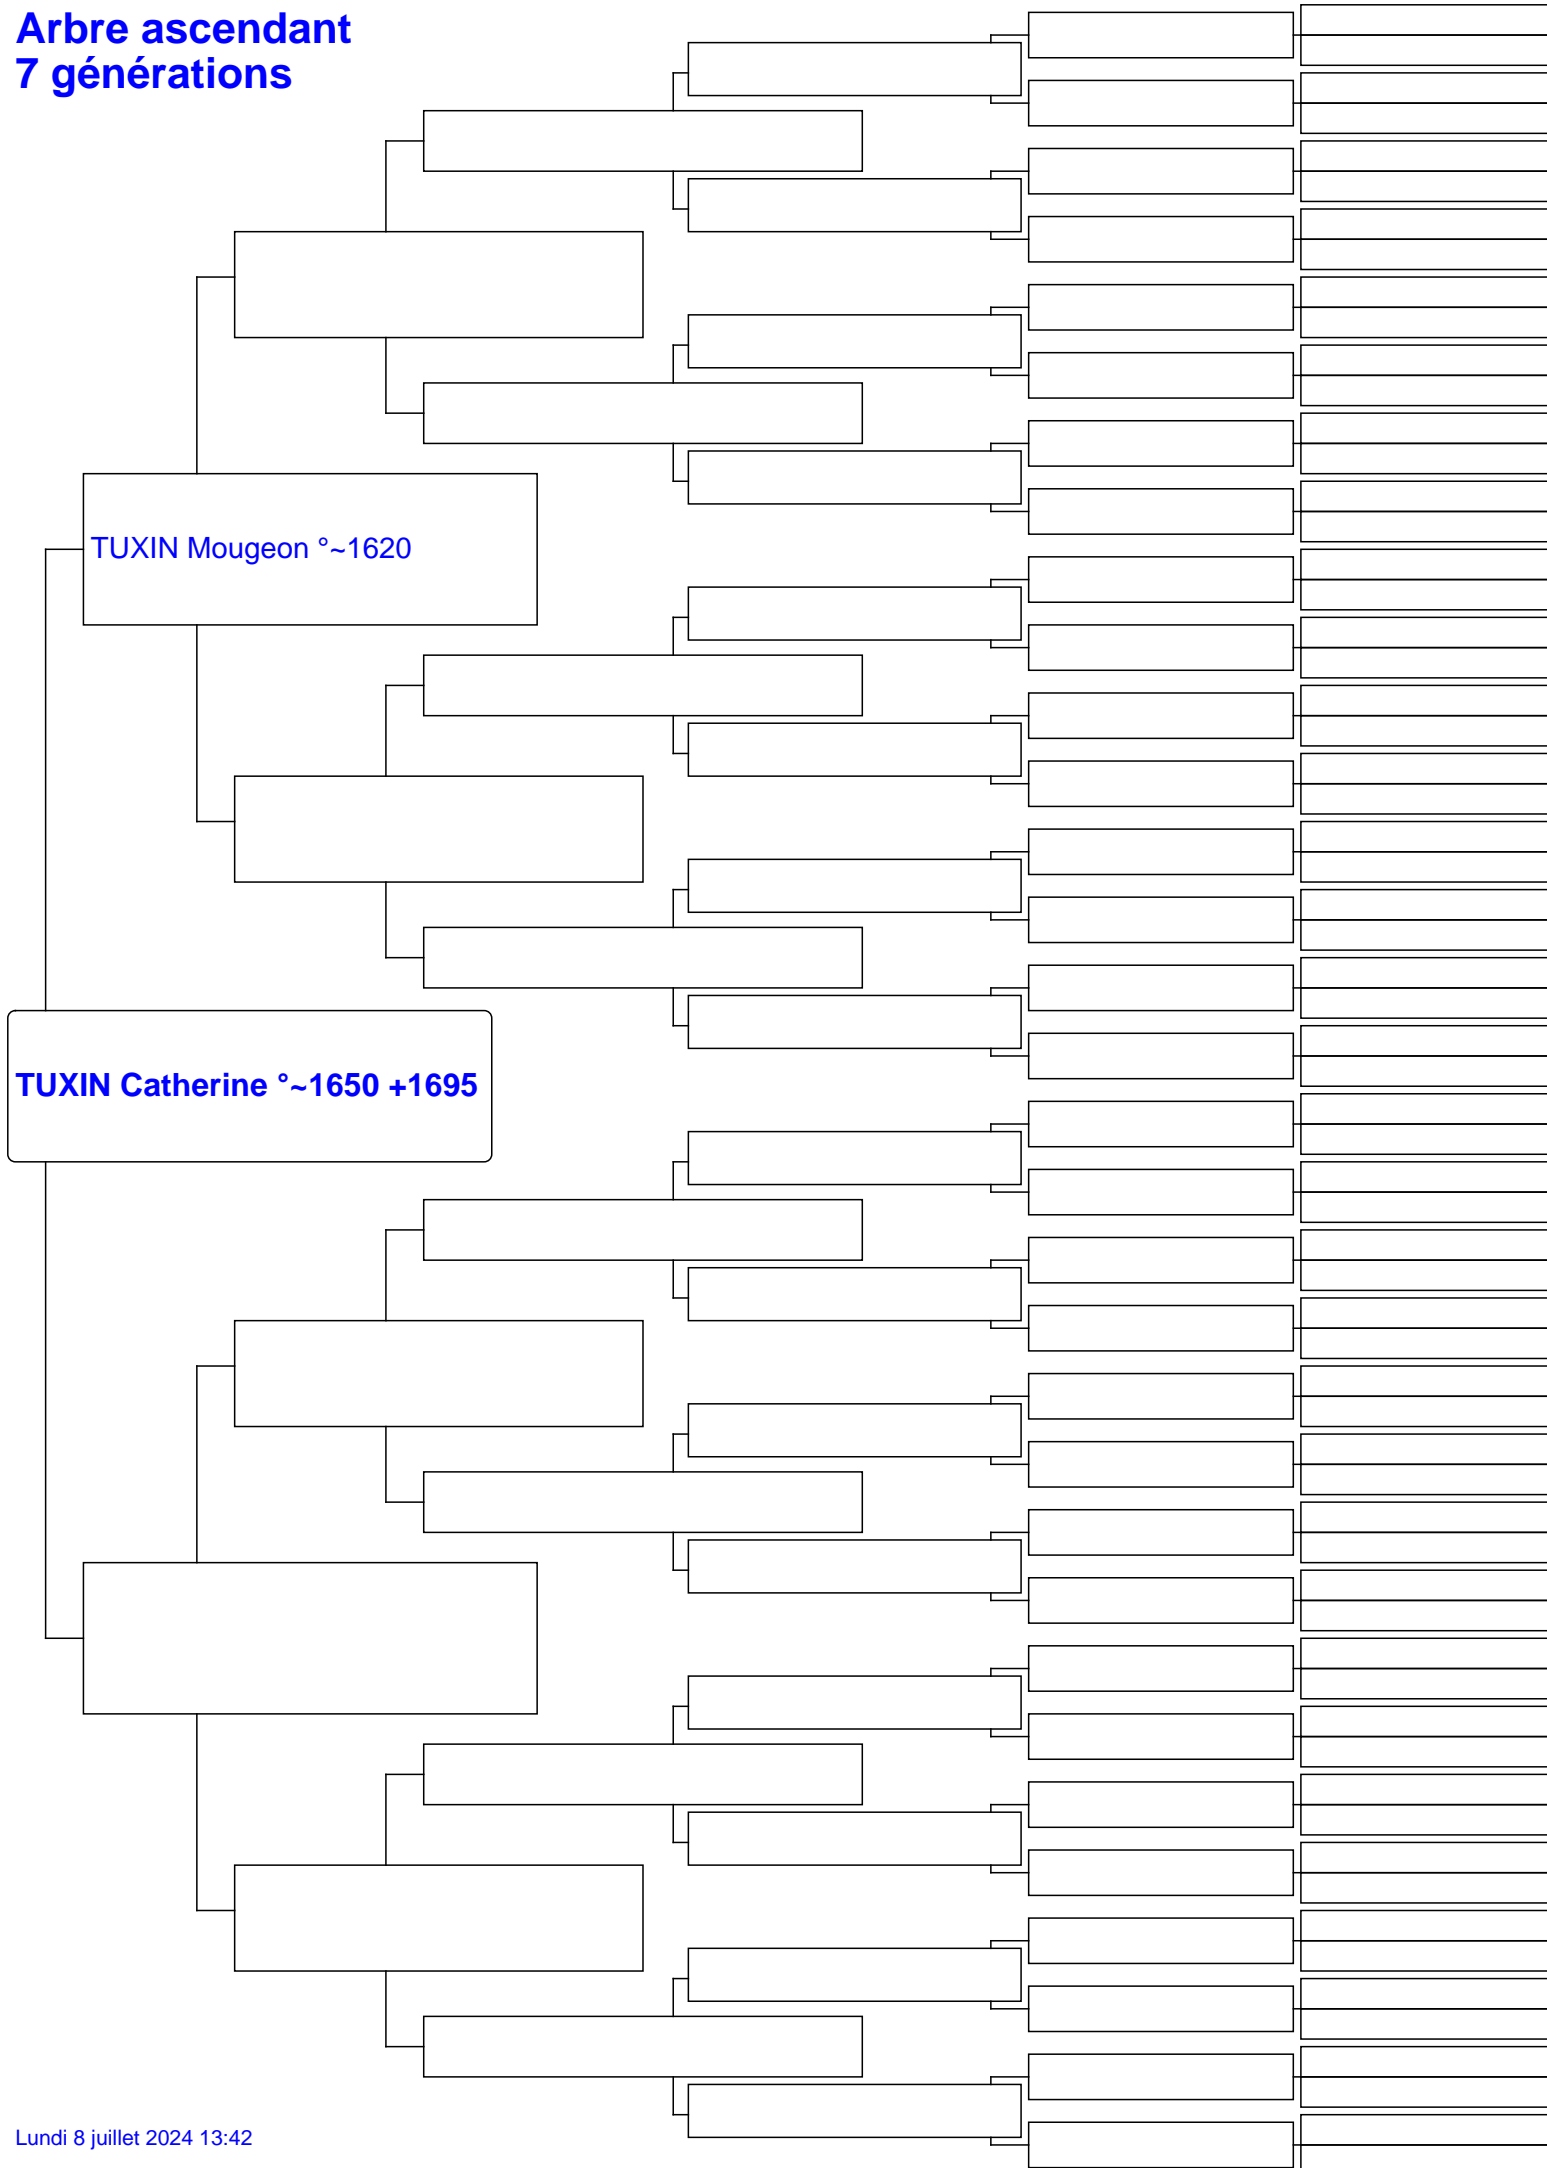 Arbre ascendant
7 générations
TUXIN Mougeon °~1620
TUXIN Catherine °~1650 +1695
Lundi 8 juillet 2024 13:42